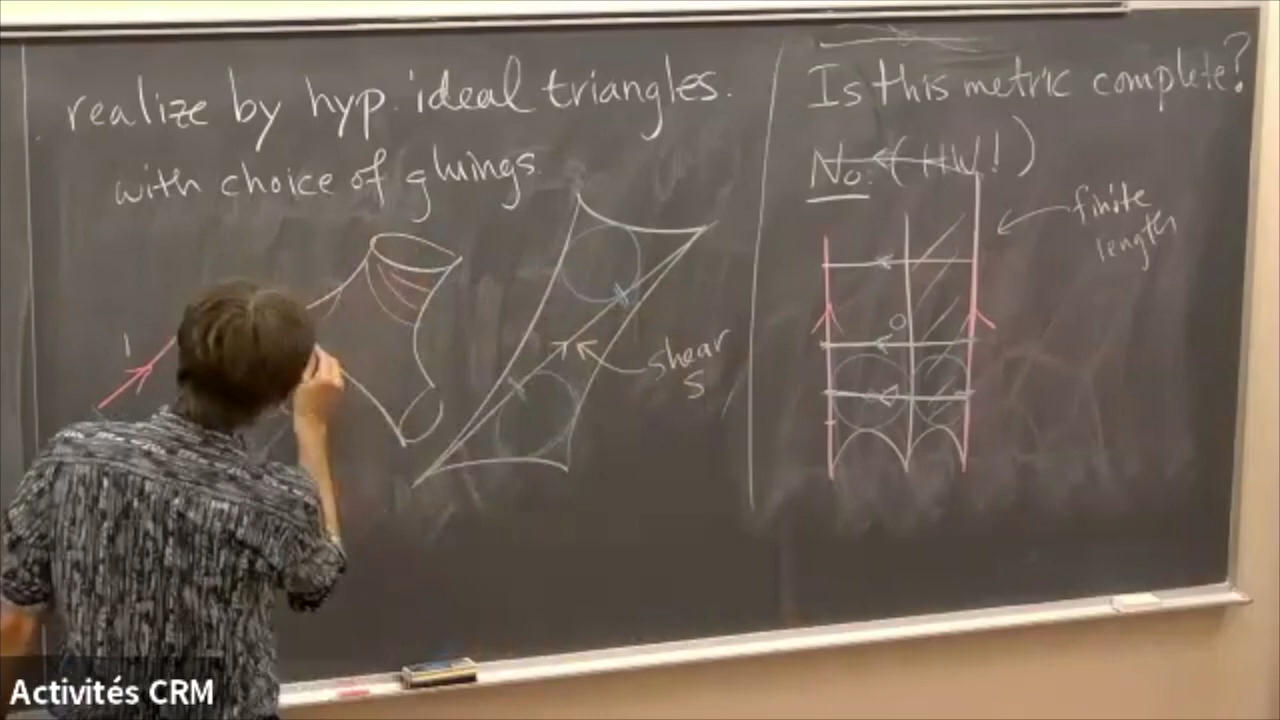 realize by hyp. ideal triangles.
with choice of gluings.
1
shear
s
Is this metric complete?
No. (HW!)
finite
length
0
Activités CRM